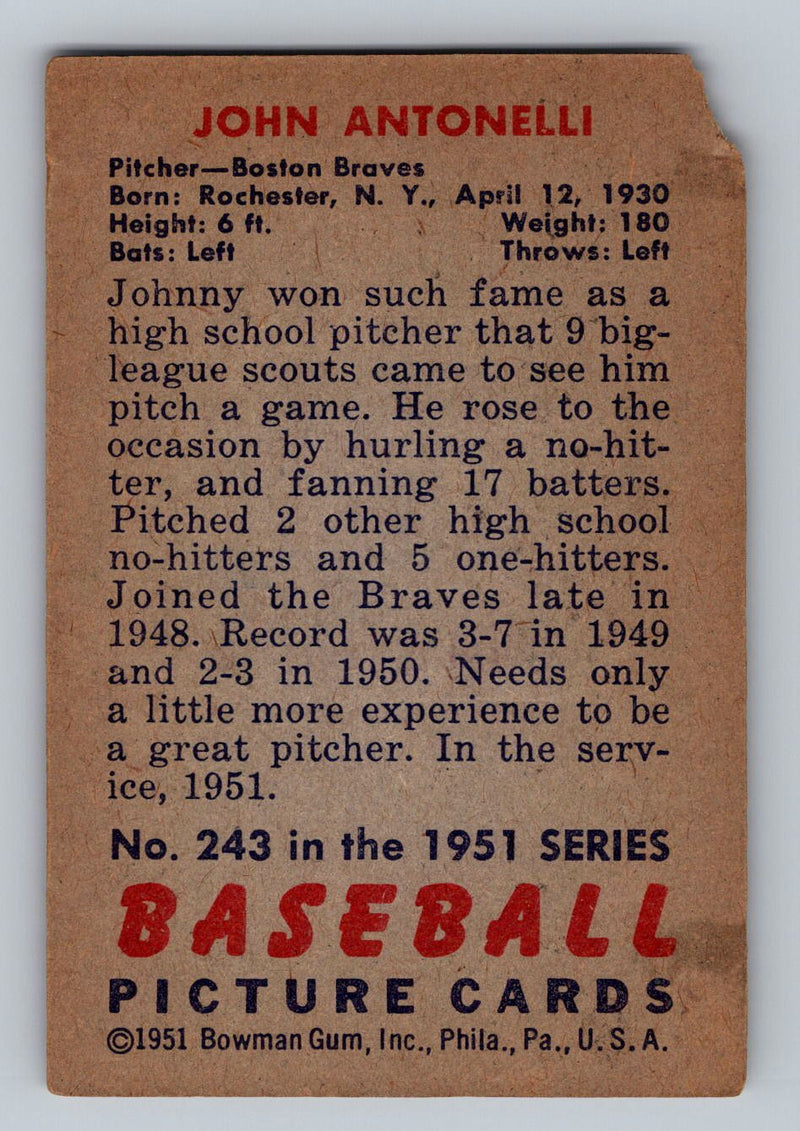 JOHN ANTONELLI
Pitcher—Boston Braves
Born: Rochester, N. Y., April 12, 1930
Height: 6 ft. Weight: 180
Bats: Left Throws: Left
Johnny won such fame as a
high school pitcher that 9 big-
league scouts came to see him
pitch a game. He rose to the
occasion by hurling a no-hit-
ter, and fanning 17 batters.
Pitched 2 other high school
no-hitters and 5 one-hitters.
Joined the Braves late in
1948. Record was 3-7 in 1949
and 2-3 in 1950. Needs only
a little more experience to be
a great pitcher. In the serv-
ice, 1951.
No. 243 in the 1951 SERIES
BASEBALL
PICTURE CARDS
©1951 Bowman Gum, Inc., Phila., Pa., U. S. A.